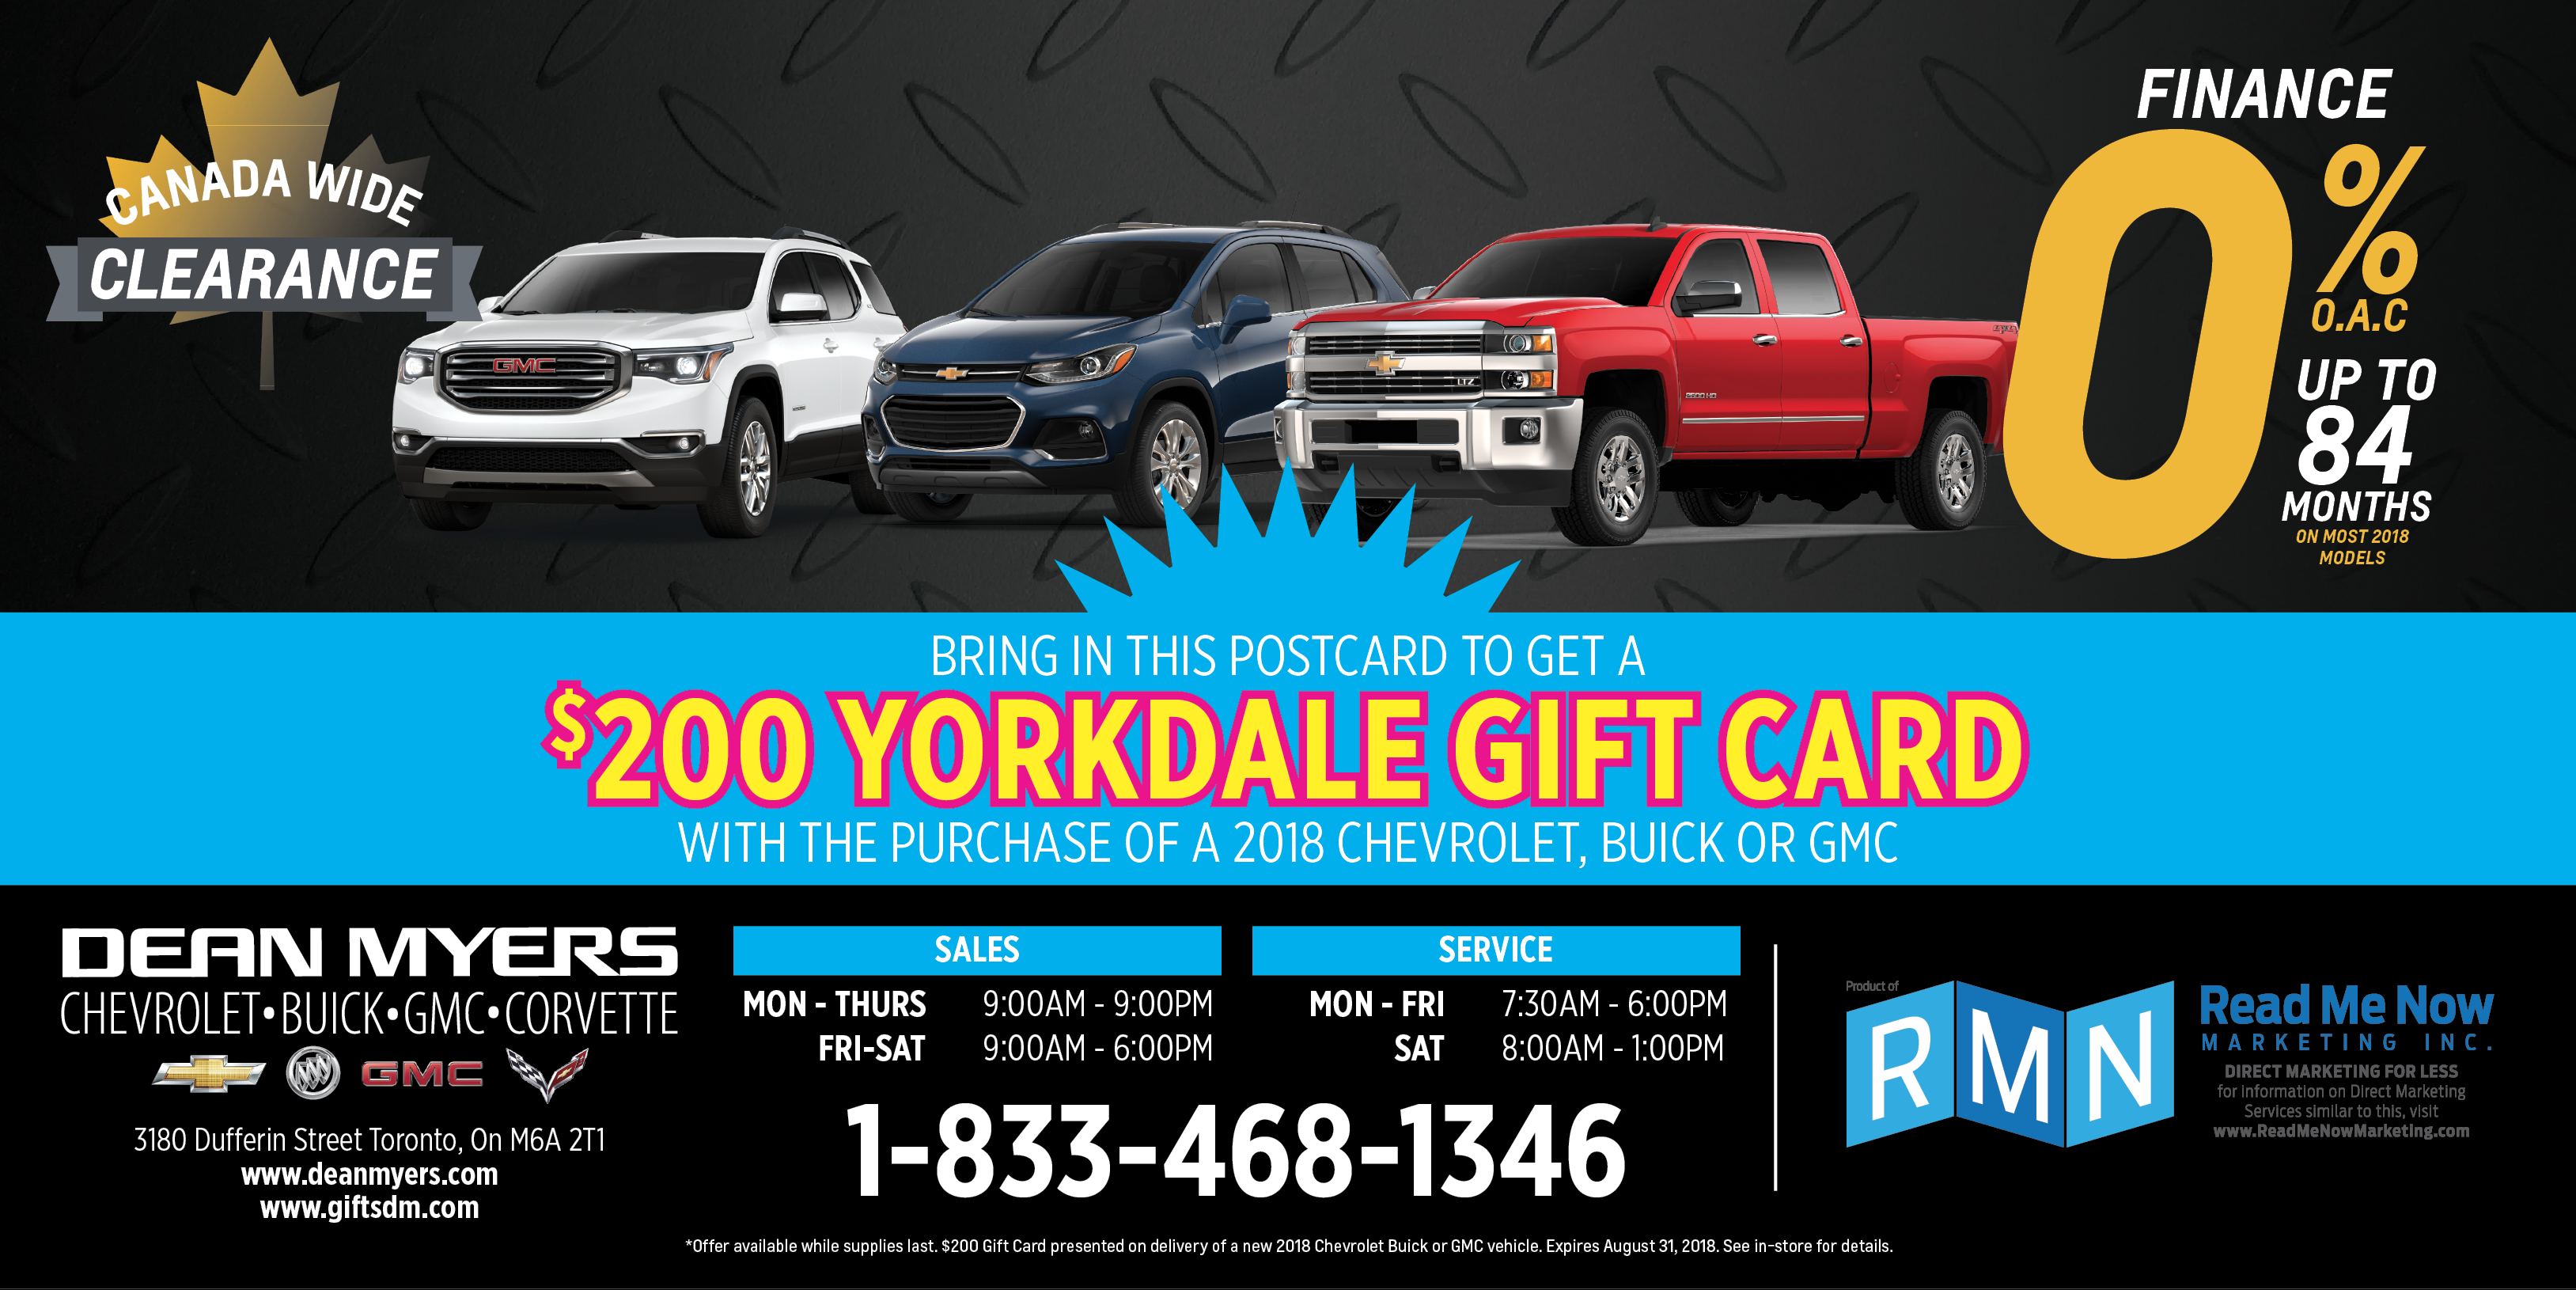 CANADA WIDE
CLEARANCE
FINANCE
0%
O.A.C
UP TO
84
MONTHS
ON MOST 2018
MODELS
GMC
LTZ
2500 HD
BRING IN THIS POSTCARD TO GET A
$200 YORKDALE GIFT CARD
WITH THE PURCHASE OF A 2018 CHEVROLET, BUICK OR GMC
DEAN MYERS
CHEVROLET•BUICK•GMC•CORVETTE
GMC
3180 Dufferin Street Toronto, On M6A 2T1
www.deanmyers.com
www.giftsdm.com
SALES
MON - THURS 9:00AM - 9:00PM
FRI-SAT 9:00AM - 6:00PM
SERVICE
MON - FRI 7:30AM - 6:00PM
SAT 8:00AM - 1:00PM
1-833-468-1346
Product of
RMN
Read Me Now
MARKETING INC.
DIRECT MARKETING FOR LESS
for information on Direct Marketing
Services similar to this, visit
www.ReadMeNowMarketing.com
*Offer available while supplies last. $200 Gift Card presented on delivery of a new 2018 Chevrolet Buick or GMC vehicle. Expires August 31, 2018. See in-store for details.